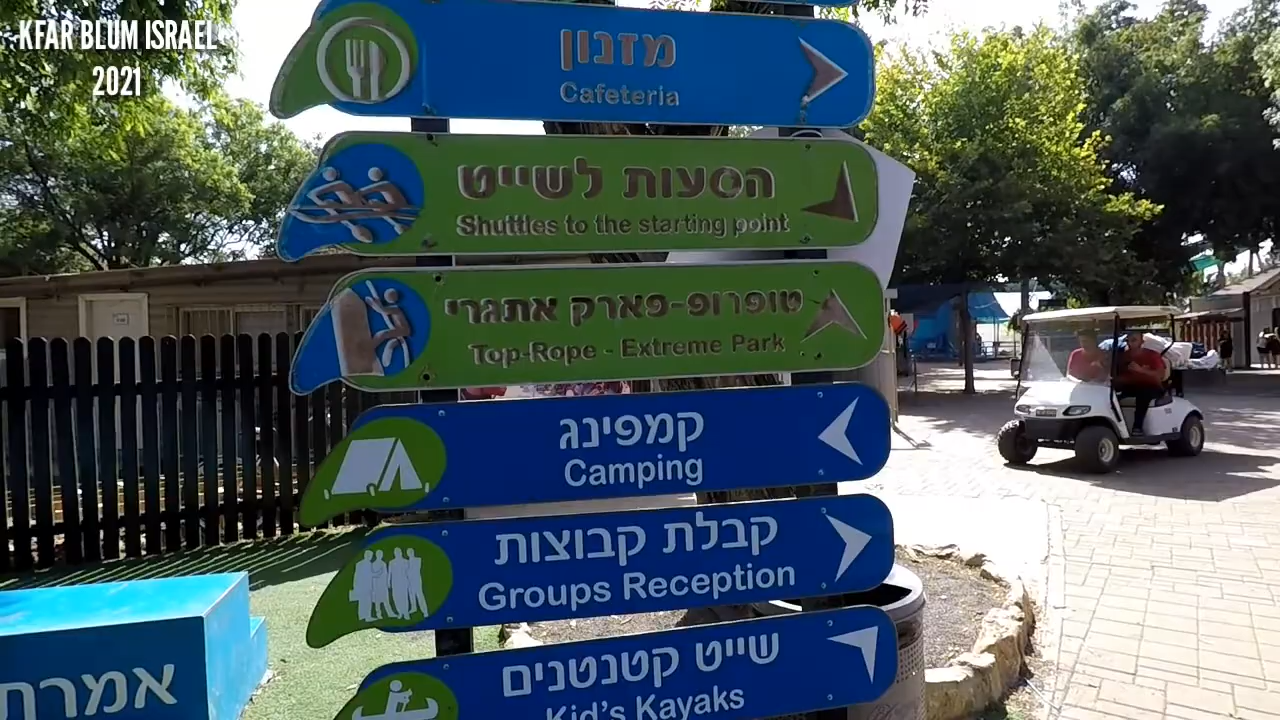 KFAR BLUM ISRAEL
2021
מזנון
Cafeteria
הסעות לשייט
Shuttles to the starting point
טופרופ-פארק אתגרי
Top-Rope - Extreme Park
קמפינג
Camping
קבלת קבוצות
Groups Reception
שייט קטנטנים
Kid's Kayaks